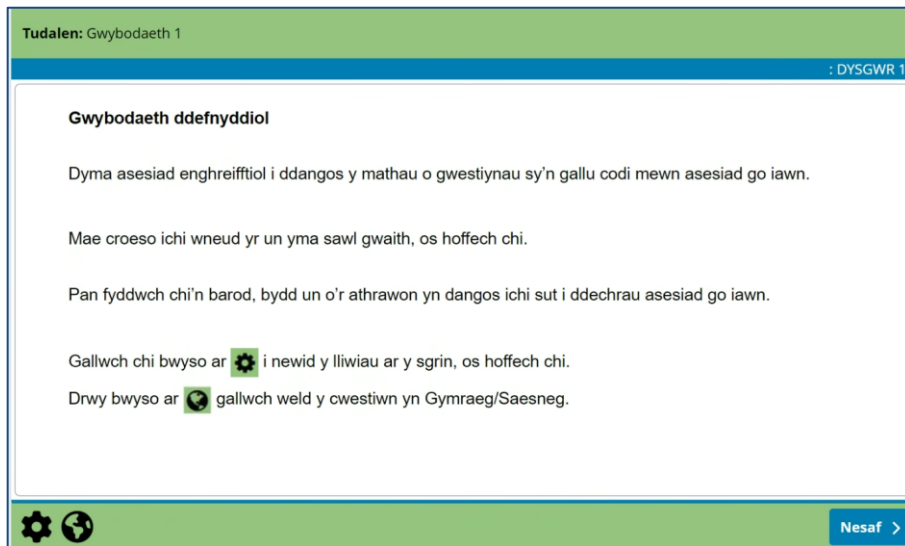 Tudalen: Gwybodaeth 1
: DYSGWR 1
Gwybodaeth ddefnyddiol
Dyma asesiad enghreifftiol i ddangos y mathau o gwestiynau sy'n gallu codi mewn asesiad go iawn.
Mae croeso ichi wneud yr un yma sawl gwaith, os hoffech chi.
Pan fyddwch chi'n barod, bydd un o'r athrawon yn dangos ichi sut i ddechrau asesiad go iawn.
Gallwch chi bwyso ar i newid y lliwiau ar y sgrin, os hoffech chi.
Drwy bwyso ar gallwch weld y cwestiwn yn Gymraeg/Saesneg.
Nesaf